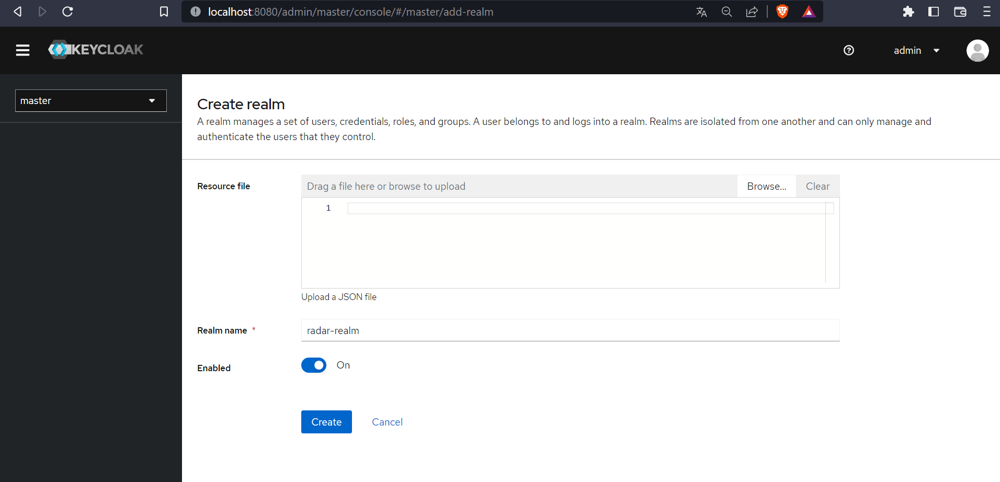 localhost:8080/admin/master/console/#/master/add-realm
KEYCLOAK
admin
master
Create realm
A realm manages a set of users, credentials, roles, and groups. A user belongs to and logs into a realm. Realms are isolated from one another and can only manage and
authenticate the users that they control.
Resource file
Drag a file here or browse to upload
Browse...
Clear
1
Upload a JSON file
Realm name *
radar-realm
Enabled
On
Create
Cancel